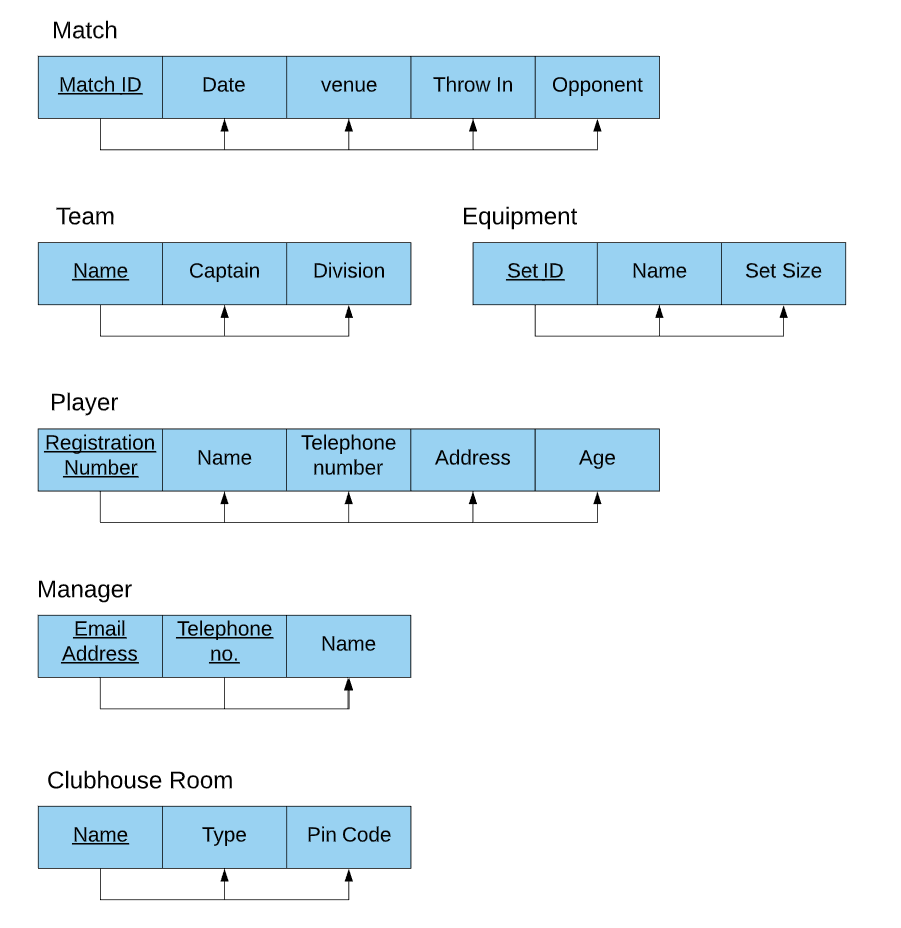 Match
Match ID Date venue Throw In Opponent
Team Equipment
Name Captain Division Set ID Name Set Size
Player
Registration
Number
Name
Telephone
number
Address
Age
Manager
Email
Address
Telephone
no.
Name
Clubhouse Room
Name Type Pin Code